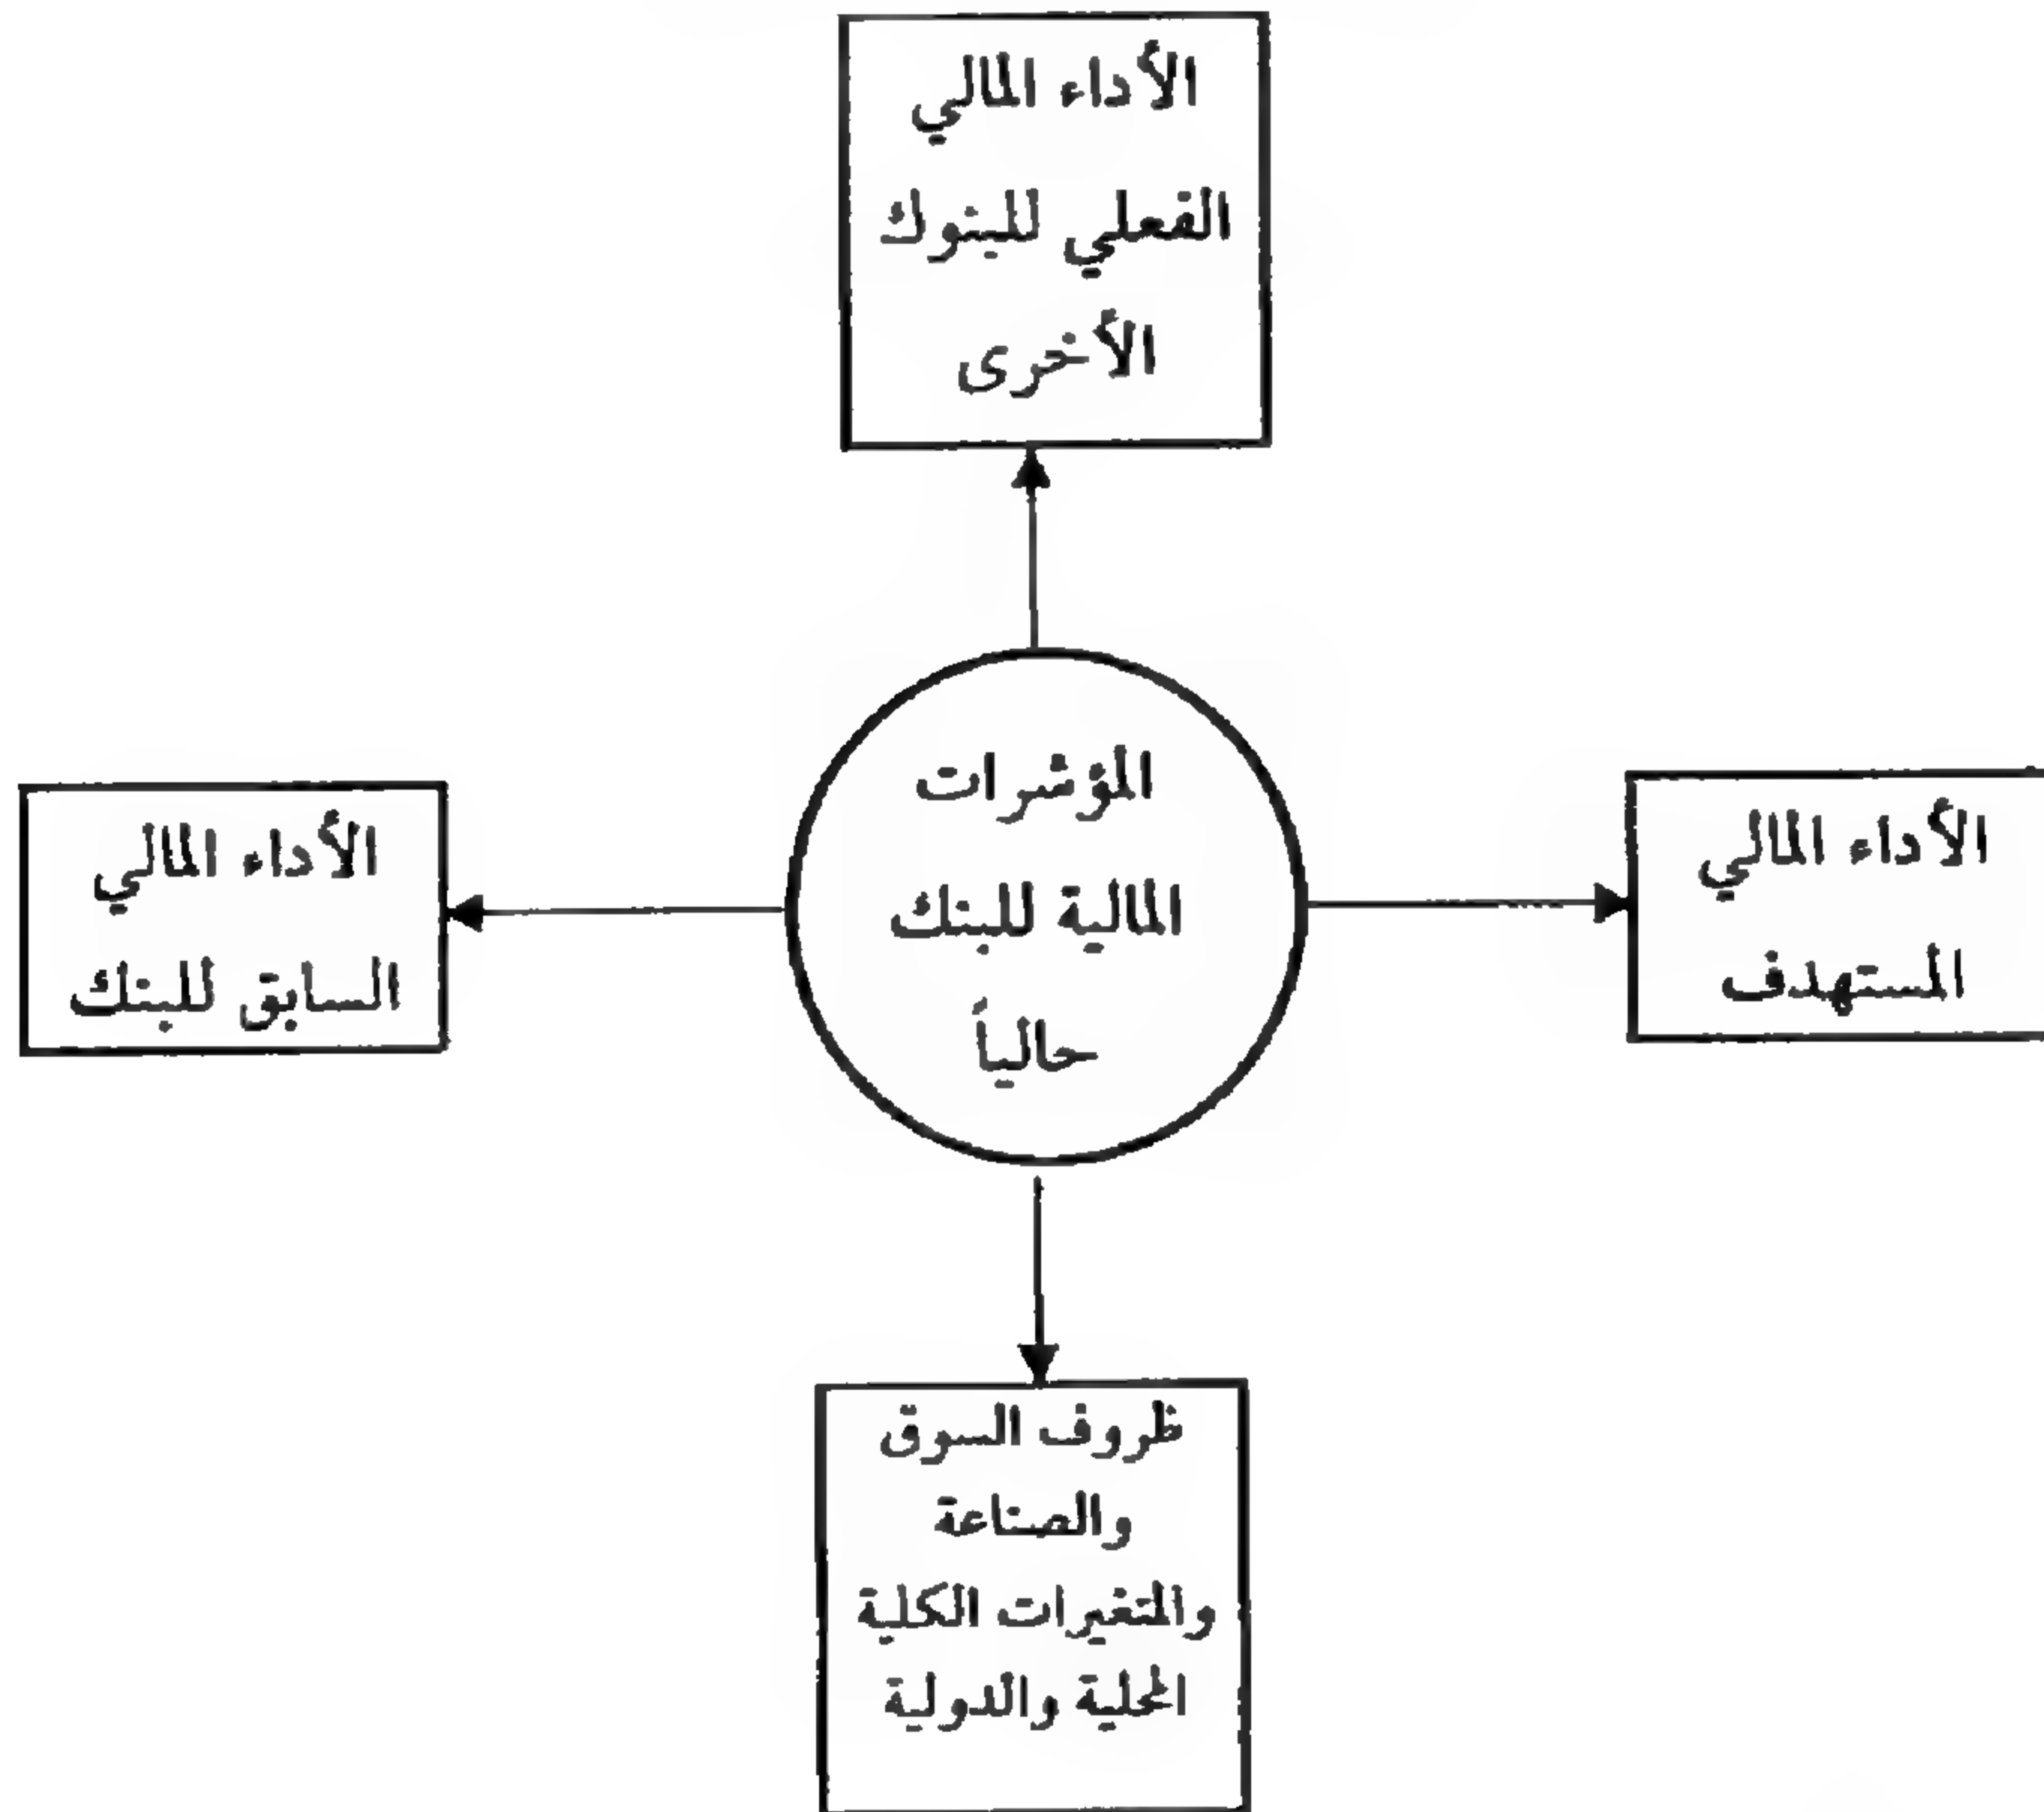 الأداء المالي
الفعلي للبنوك
الأخرى
المؤشرات
المالية للبنك
حالياً
الأداء المالي
المستهدف
الأداء المالي
السابق للبنك
ظروف السوق
والصناعة
والمتغيرات الكلية
المحلية والدولية